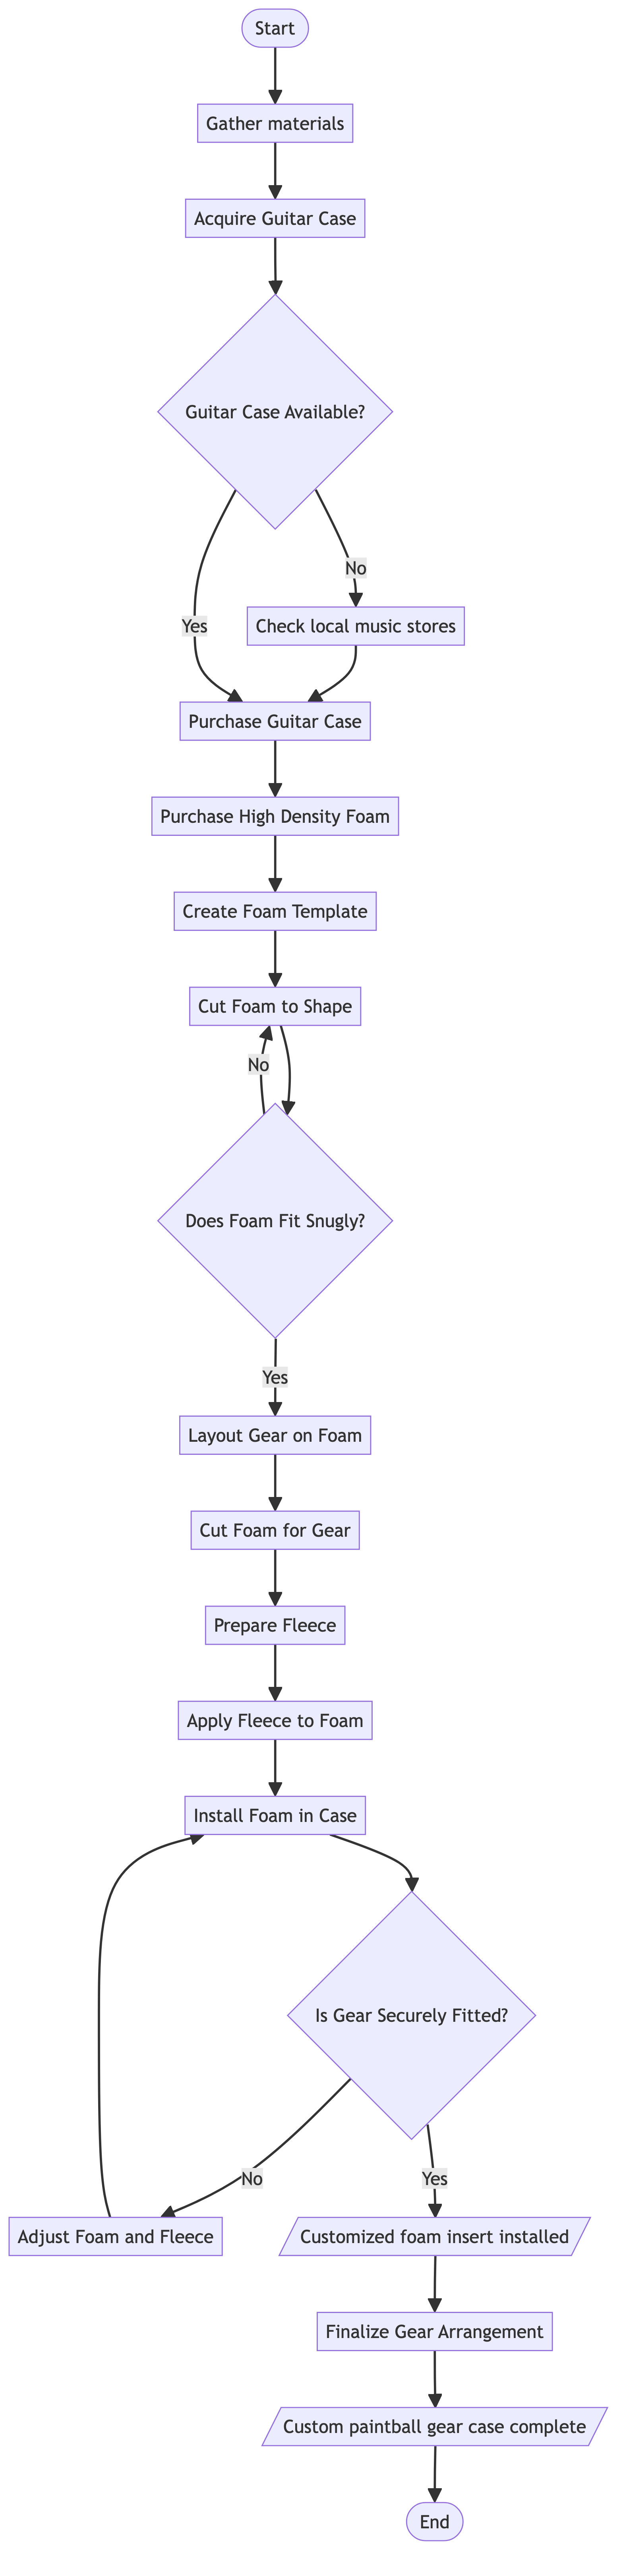 Start
Gather materials
Acquire Guitar Case
Guitar Case Available?
No
Yes
Check local music stores
Purchase Guitar Case
Purchase High Density Foam
Create Foam Template
Cut Foam to Shape
No
Does Foam Fit Snugly?
Yes
Layout Gear on Foam
Cut Foam for Gear
Prepare Fleece
Apply Fleece to Foam
Install Foam in Case
Is Gear Securely Fitted?
No
Yes
Adjust Foam and Fleece
Customized foam insert installed
Finalize Gear Arrangement
Custom paintball gear case complete
End